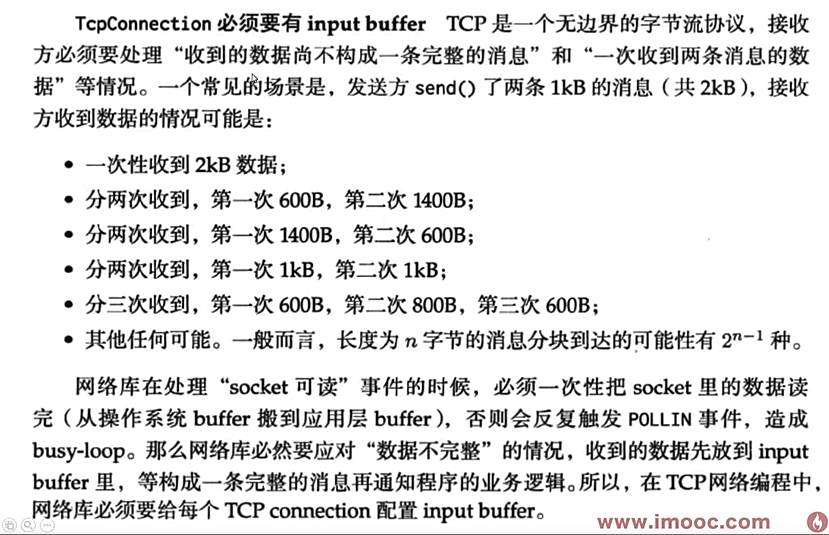 TcpConnection 必须要有 input buffer TCP 是一个无边界的字节流协议，接收
方必须要处理“收到的数据尚不构成一条完整的消息”和“一次收到两条消息的数
据”等情况。一个常见的场景是，发送方 send() 了两条 1kB 的消息（共 2kB），接收
方收到数据的情况可能是：
• 一次性收到 2kB 数据；
• 分两次收到，第一次 600B，第二次 1400B；
• 分两次收到，第一次 1400B，第二次 600B；
• 分两次收到，第一次 1kB，第二次 1kB；
• 分三次收到，第一次 600B，第二次 800B，第三次 600B；
• 其他任何可能。一般而言，长度为 n 字节的消息分块到达的可能性有 2ⁿ⁻¹ 种。
网络库在处理“socket 可读”事件的时候，必须一次性把 socket 里的数据读
完（从操作系统 buffer 搬到应用层 buffer），否则会反复触发 POLLIN 事件，造成
busy-loop。那么网络库必然要应对“数据不完整”的情况，收到的数据先放到 input
buffer 里，等构成一条完整的消息再通知程序的业务逻辑。所以，在 TCP 网络编程中，
网络库必须要给每个 TCP connection 配置 input buffer。
www.imooc.com